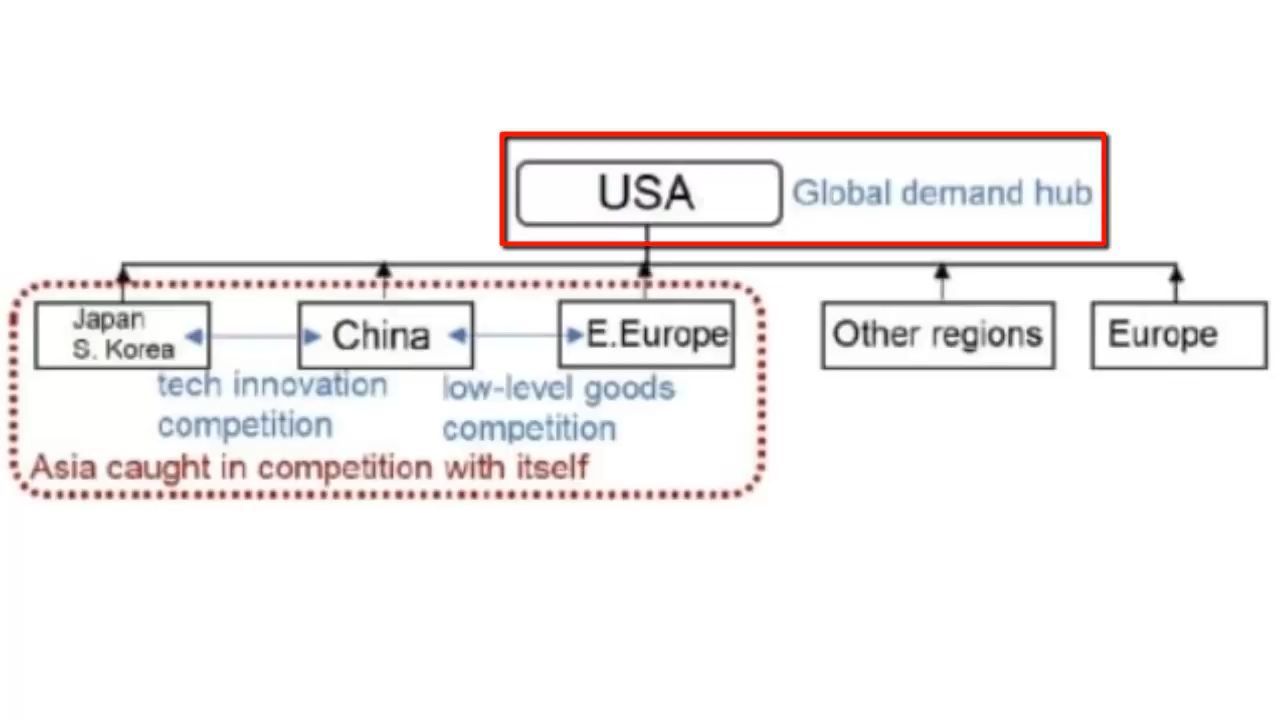 USA
Global demand hub
Japan
S. Korea
China
E.Europe
Other regions
Europe
tech innovation
competition
low-level goods
competition
Asia caught in competition with itself